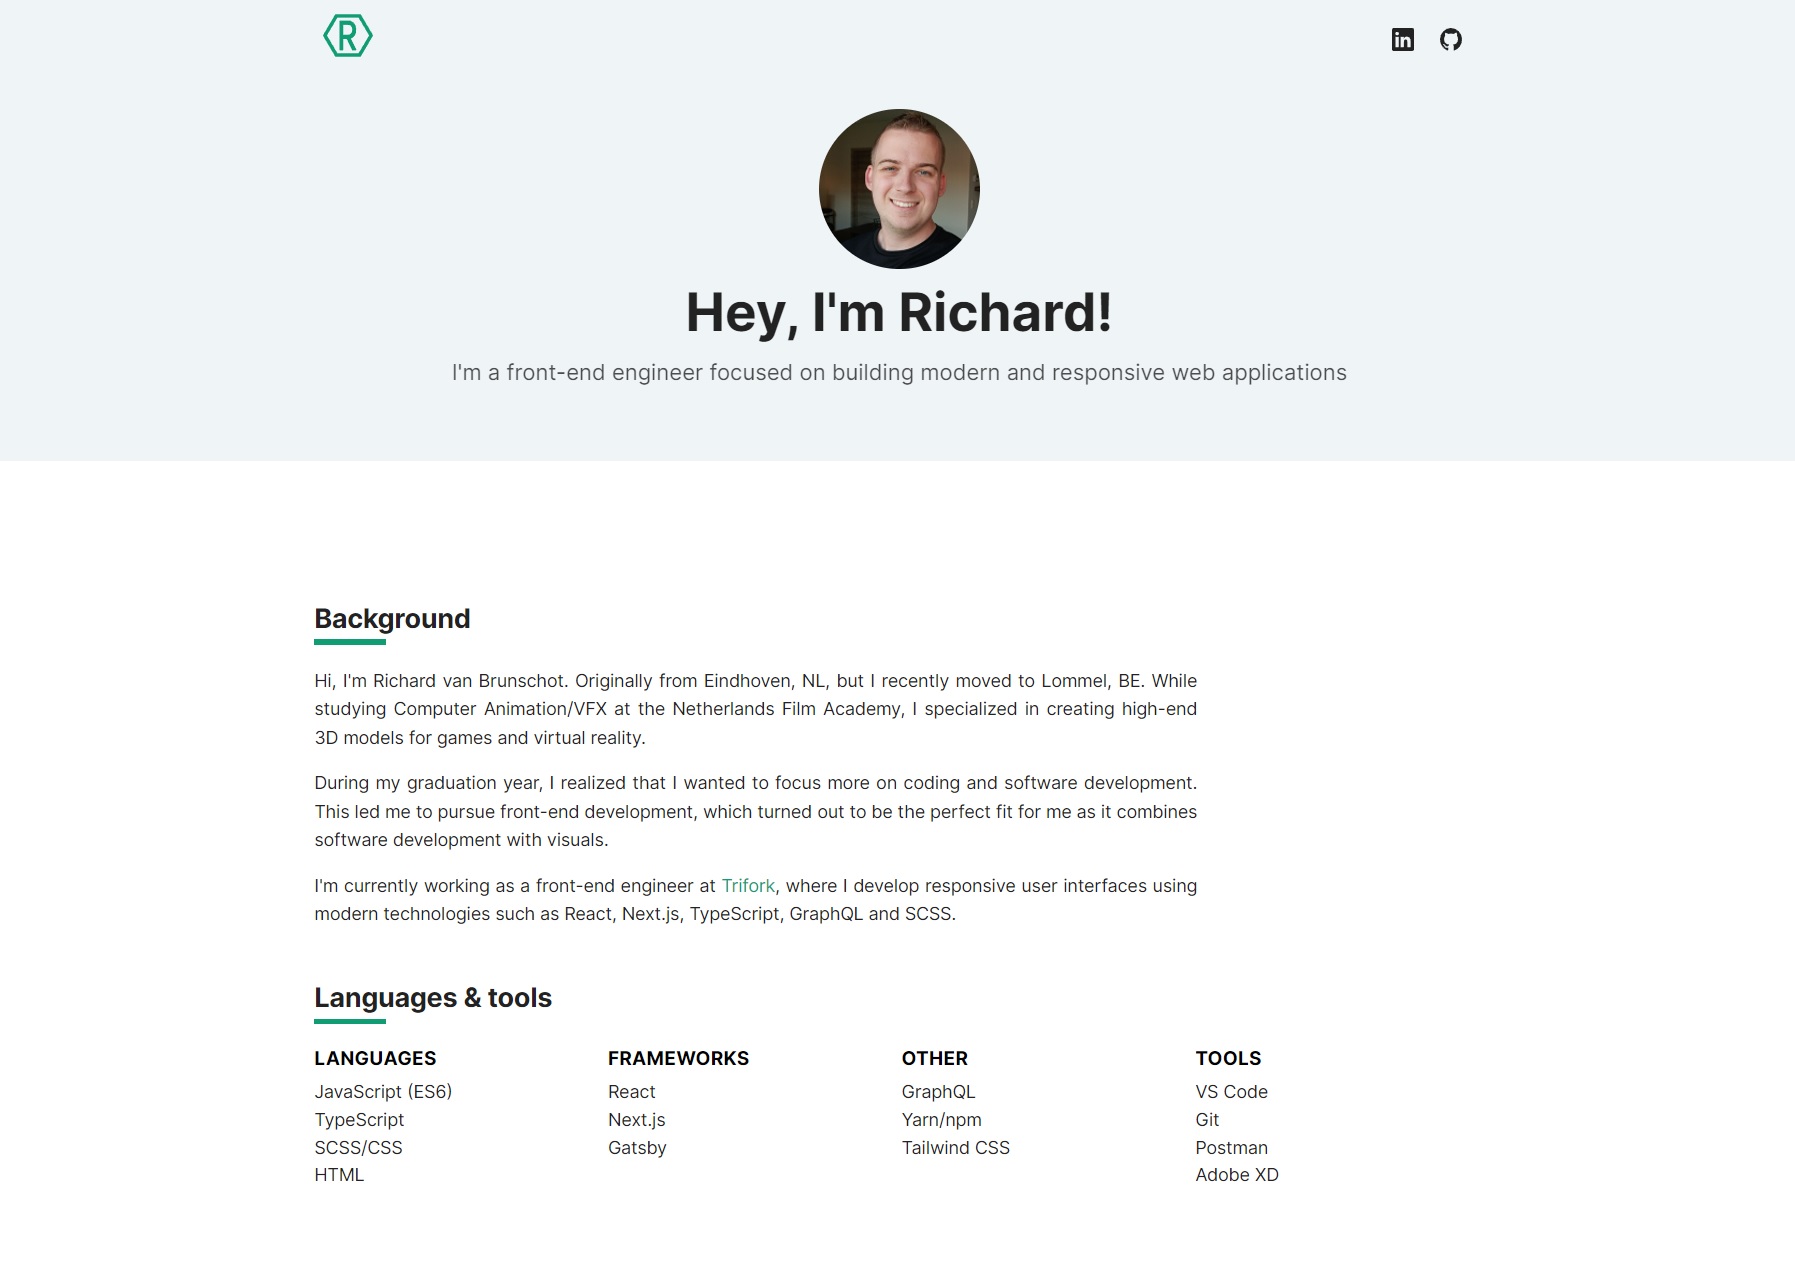 R
in
Hey, I'm Richard!
I'm a front-end engineer focused on building modern and responsive web applications
Background
Hi, I'm Richard van Brunschot. Originally from Eindhoven, NL, but I recently moved to Lommel, BE. While
studying Computer Animation/VFX at the Netherlands Film Academy, I specialized in creating high-end
3D models for games and virtual reality.
During my graduation year, I realized that I wanted to focus more on coding and software development.
This led me to pursue front-end development, which turned out to be the perfect fit for me as it combines
software development with visuals.
I'm currently working as a front-end engineer at Trifork, where I develop responsive user interfaces using
modern technologies such as React, Next.js, TypeScript, GraphQL and SCSS.
Languages & tools
LANGUAGES
JavaScript (ES6)
TypeScript
SCSS/CSS
HTML
FRAMEWORKS
React
Next.js
Gatsby
OTHER
GraphQL
Yarn/npm
Tailwind CSS
TOOLS
VS Code
Git
Postman
Adobe XD